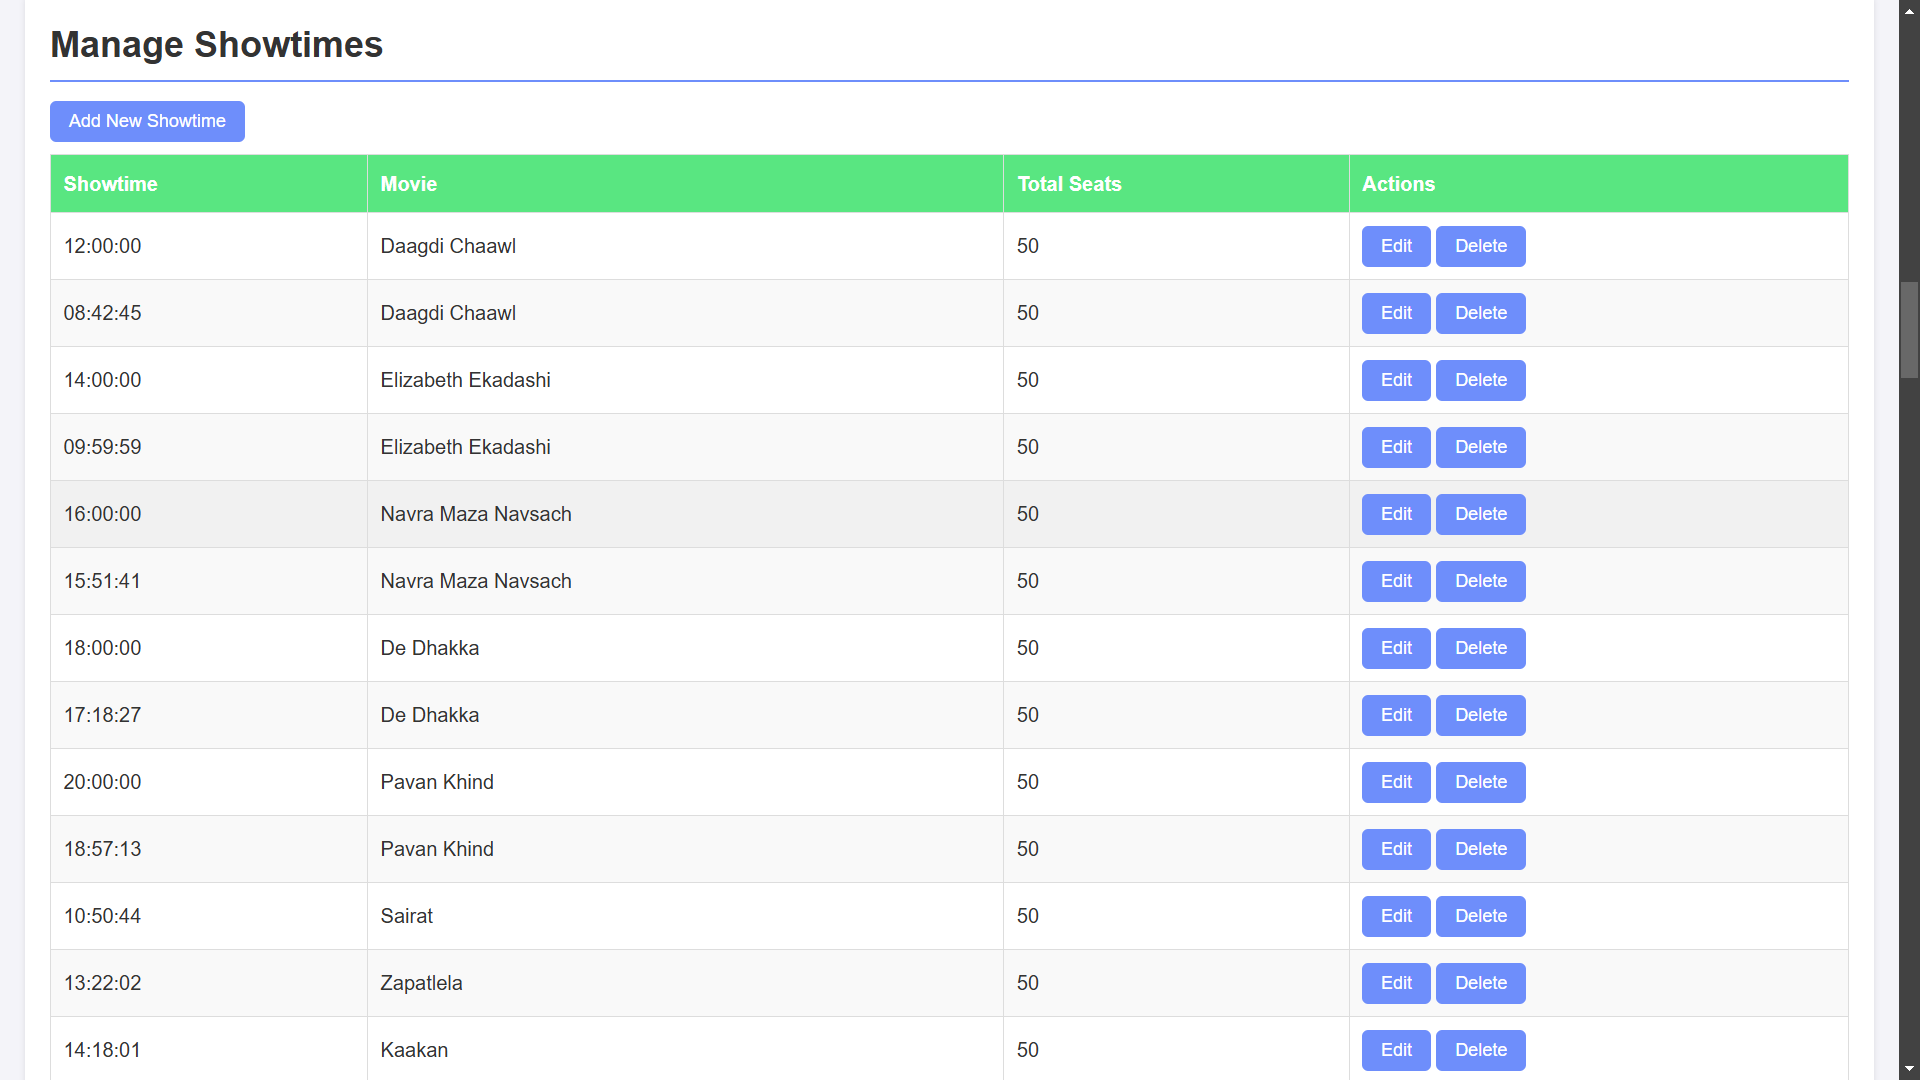 Manage Showtimes
Add New Showtime
Showtime Movie Total Seats Actions
12:00:00 Daagdi Chaawl 50 Edit Delete
08:42:45 Daagdi Chaawl 50 Edit Delete
14:00:00 Elizabeth Ekadashi 50 Edit Delete
09:59:59 Elizabeth Ekadashi 50 Edit Delete
16:00:00 Navra Maza Navsach 50 Edit Delete
15:51:41 Navra Maza Navsach 50 Edit Delete
18:00:00 De Dhakka 50 Edit Delete
17:18:27 De Dhakka 50 Edit Delete
20:00:00 Pavan Khind 50 Edit Delete
18:57:13 Pavan Khind 50 Edit Delete
10:50:44 Sairat 50 Edit Delete
13:22:02 Zapatlela 50 Edit Delete
14:18:01 Kaakan 50 Edit Delete